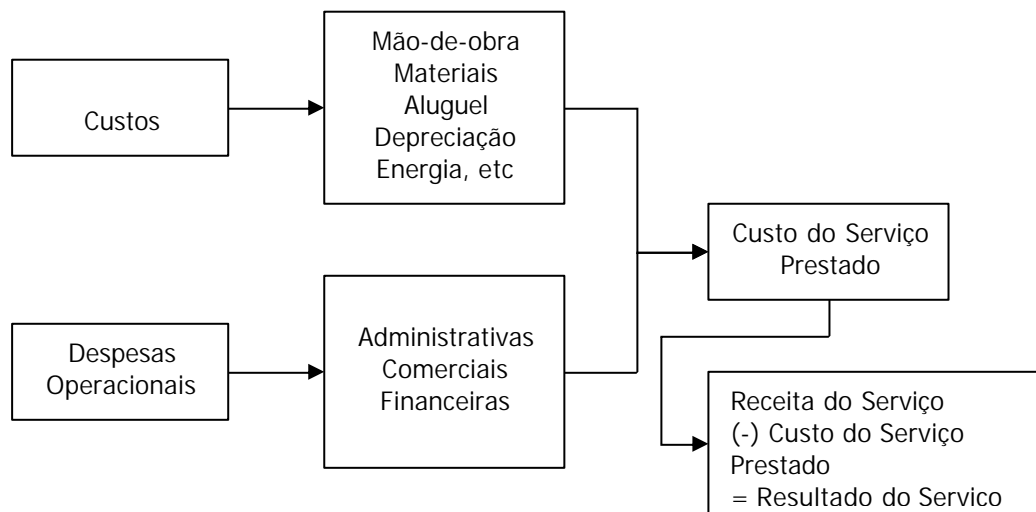 Custos
Mão-de-obra
Materiais
Aluguel
Depreciação
Energia, etc
Despesas
Operacionais
Administrativas
Comerciais
Financeiras
Custo do Serviço
Prestado
Receita do Serviço
(-) Custo do Serviço
Prestado
= Resultado do Servico